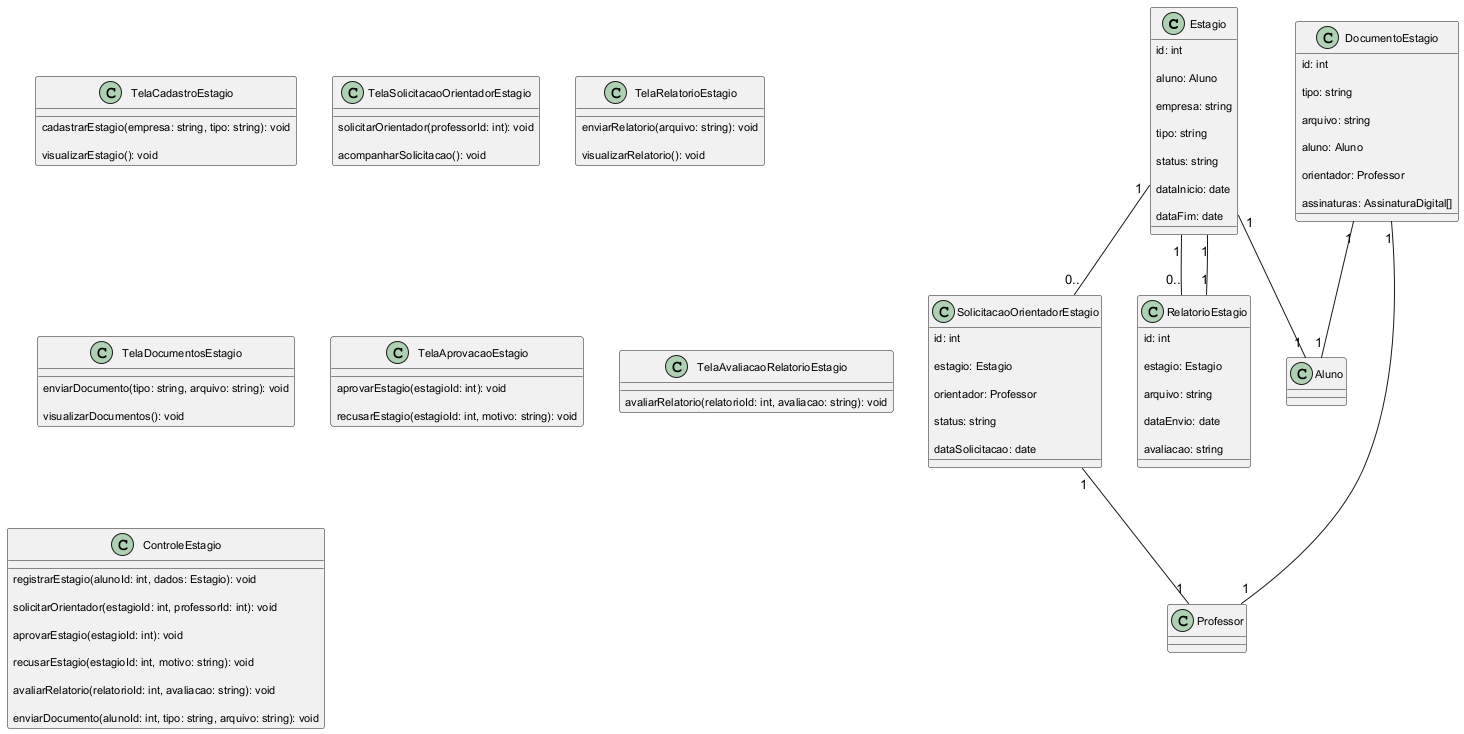 C TelaCadastroEstagio
cadastrarEstagio(empresa: string, tipo: string): void
visualizarEstagio(): void
C TelaSolicitacaoOrientadorEstagio
solicitarOrientador(professorId: int): void
acompanharSolicitacao(): void
C TelaRelatorioEstagio
enviarRelatorio(arquivo: string): void
visualizarRelatorio(): void
C Estagio
id: int
aluno: Aluno
empresa: string
tipo: string
status: string
dataInicio: date
dataFim: date
C DocumentoEstagio
id: int
tipo: string
arquivo: string
aluno: Aluno
orientador: Professor
assinaturas: AssinaturaDigital[]
1
1
1
1
1
1
0..
0..
1
1
1
C TelaDocumentosEstagio
enviarDocumento(tipo: string, arquivo: string): void
visualizarDocumentos(): void
C TelaAprovacaoEstagio
aprovarEstagio(estagioId: int): void
recusarEstagio(estagioId: int, motivo: string): void
C TelaAvaliacaoRelatorioEstagio
avaliarRelatorio(relatorioId: int, avaliacao: string): void
C SolicitacaoOrientadorEstagio
id: int
estagio: Estagio
orientador: Professor
status: string
dataSolicitacao: date
C RelatorioEstagio
id: int
estagio: Estagio
arquivo: string
dataEnvio: date
avaliacao: string
C Aluno
1
1
1
C Professor
C ControleEstagio
registrarEstagio(alunoId: int, dados: Estagio): void
solicitarOrientador(estagioId: int, professorId: int): void
aprovarEstagio(estagioId: int): void
recusarEstagio(estagioId: int, motivo: string): void
avaliarRelatorio(relatorioId: int, avaliacao: string): void
enviarDocumento(alunoId: int, tipo: string, arquivo: string): void